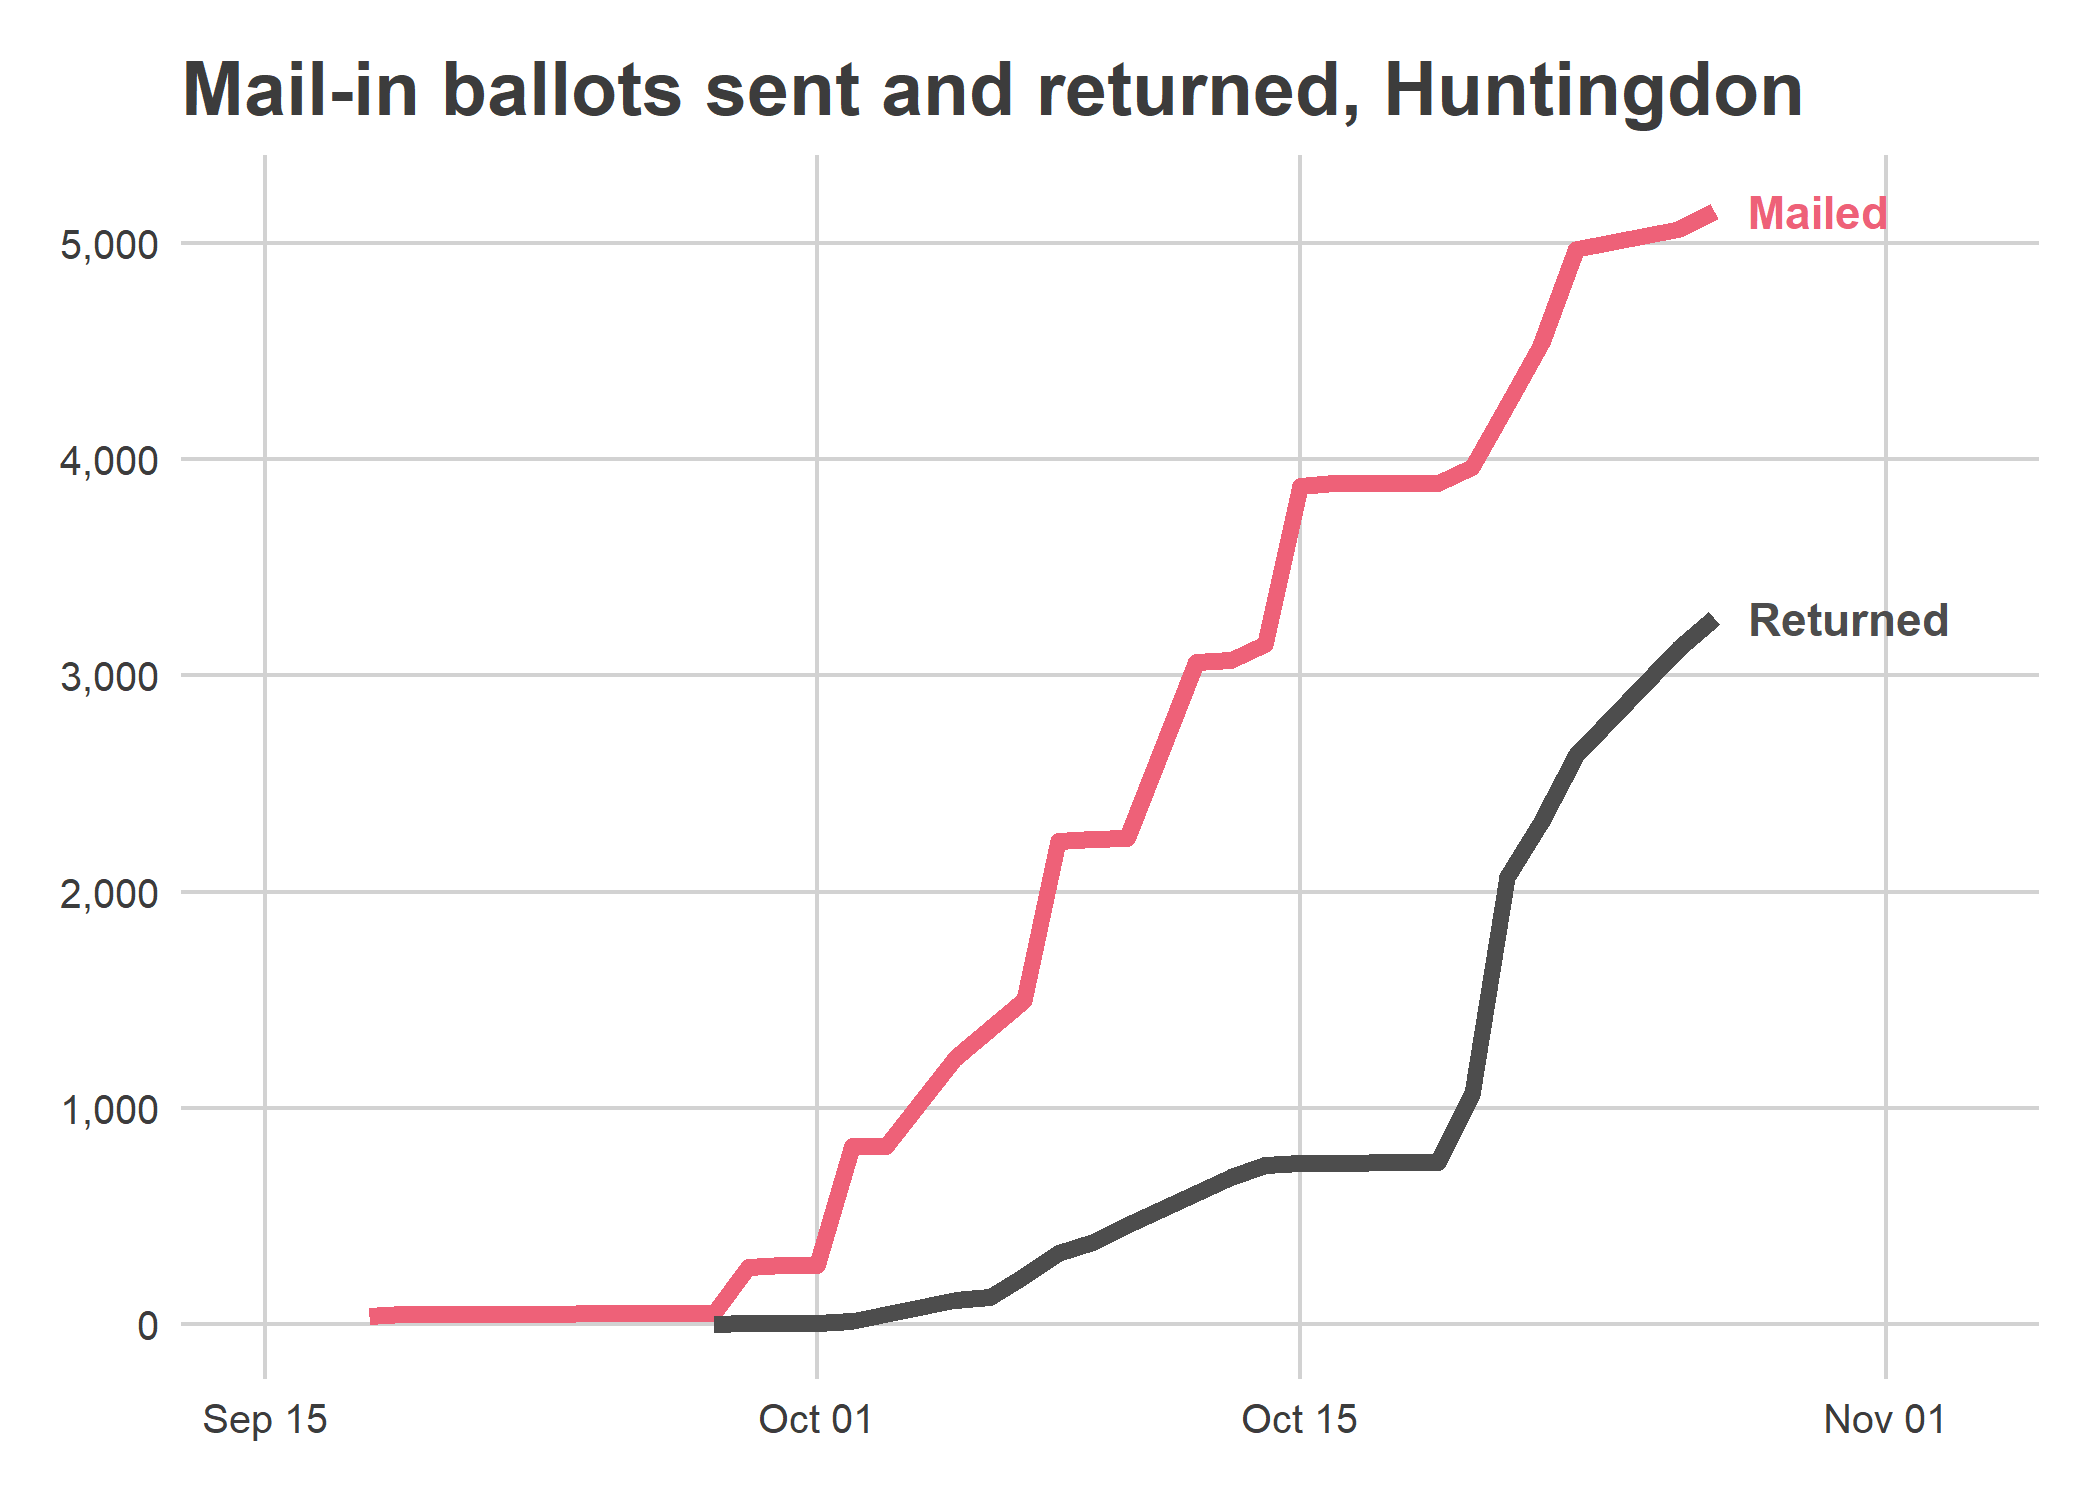 Mail-in ballots sent and returned, Huntingdon
Mailed
5,000
4,000
Returned
3,000
2,000
1,000
0
Sep 15
Oct 01
Oct 15
Nov 01